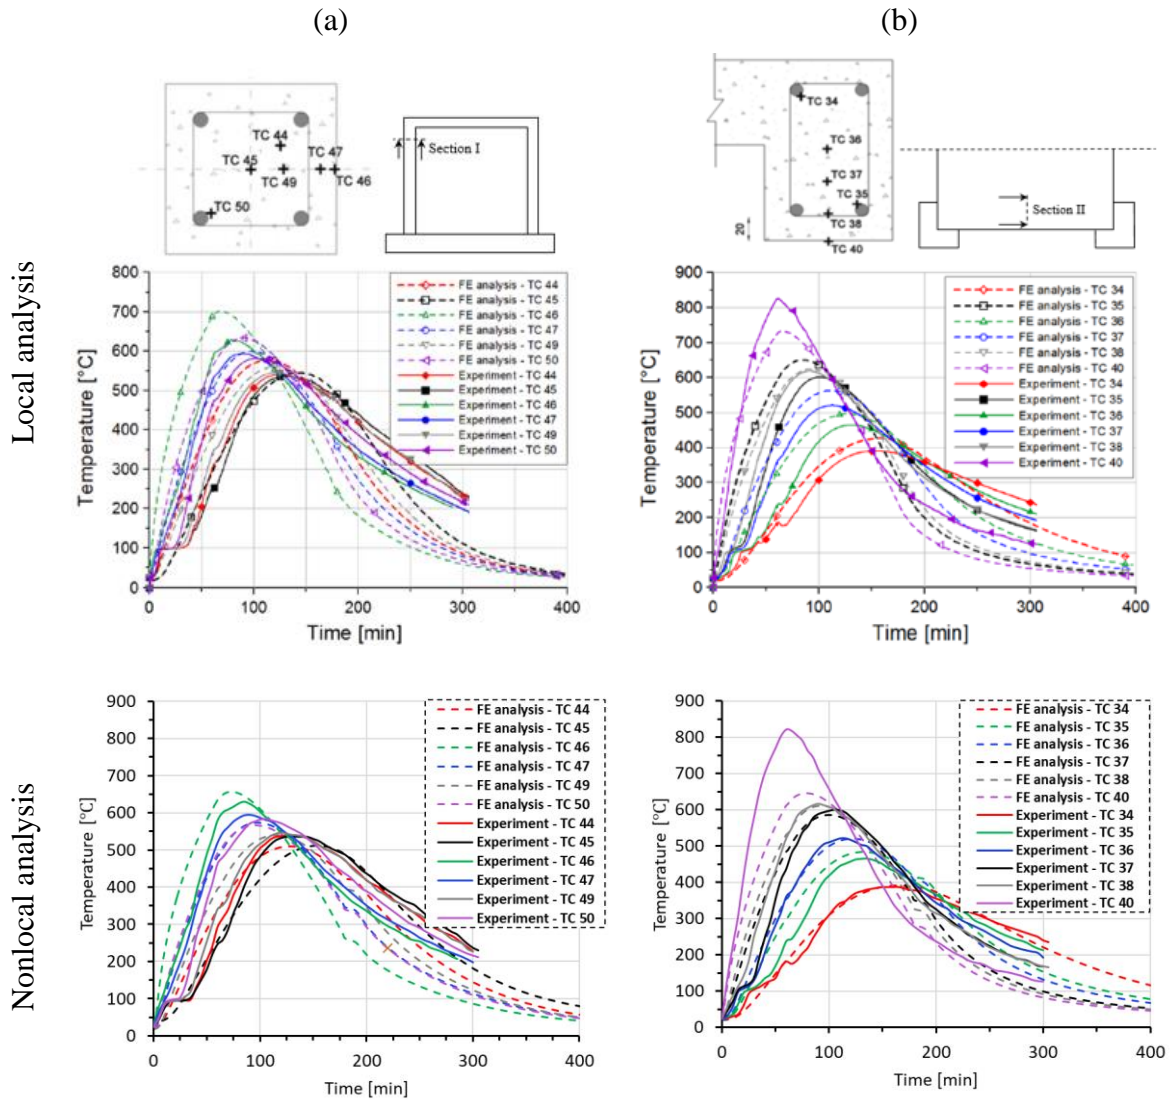 (a)
(b)
TC 44
TC 45
TC 47
TC 49
TC 46
TC 50
Section I
TC 34
TC 36
TC 37
TC 35
TC 38
20
TC 40
Section II
Local analysis
800
700
600
500
400
300
200
100
0
Temperature [°C]
FE analysis - TC 44
FE analysis - TC 45
FE analysis - TC 46
FE analysis - TC 47
FE analysis - TC 49
FE analysis - TC 50
Experiment - TC 44
Experiment - TC 45
Experiment - TC 46
Experiment - TC 47
Experiment - TC 49
Experiment - TC 50
0 100 200 300 400
Time [min]
900
800
700
600
500
400
300
200
100
0
Temperature [°C]
FE analysis - TC 34
FE analysis - TC 35
FE analysis - TC 36
FE analysis - TC 37
FE analysis - TC 38
FE analysis - TC 40
Experiment - TC 34
Experiment - TC 35
Experiment - TC 36
Experiment - TC 37
Experiment - TC 38
Experiment - TC 40
0 100 200 300 400
Time [min]
Nonlocal analysis
900
800
700
600
500
400
300
200
100
0
Temperature [°C]
FE analysis - TC 44
FE analysis - TC 45
FE analysis - TC 46
FE analysis - TC 47
FE analysis - TC 49
FE analysis - TC 50
Experiment - TC 44
Experiment - TC 45
Experiment - TC 46
Experiment - TC 47
Experiment - TC 49
Experiment - TC 50
0 100 200 300 400
Time [min]
900
800
700
600
500
400
300
200
100
0
Temperature [°C]
FE analysis - TC 34
FE analysis - TC 35
FE analysis - TC 36
FE analysis - TC 37
FE analysis - TC 38
FE analysis - TC 40
Experiment - TC 34
Experiment - TC 35
Experiment - TC 36
Experiment - TC 37
Experiment - TC 38
Experiment - TC 40
0 100 200 300 400
Time [min]